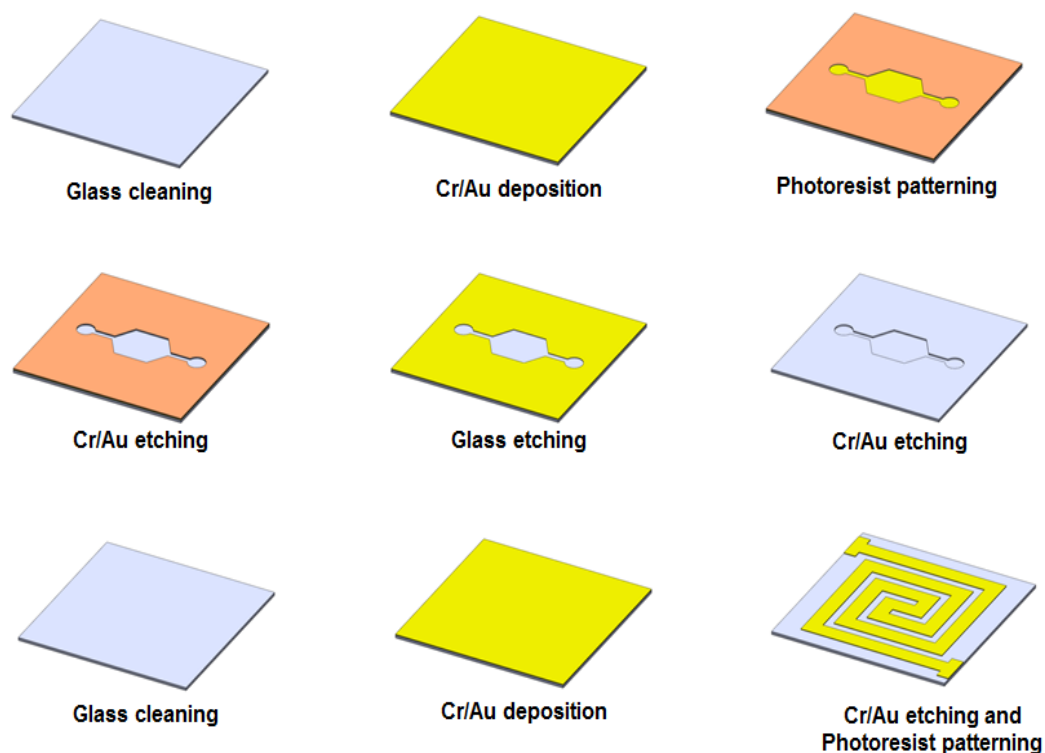 Glass cleaning
Cr/Au deposition
Photoresist patterning
Cr/Au etching
Glass etching
Cr/Au etching
Glass cleaning
Cr/Au deposition
Cr/Au etching and
Photoresist patterning